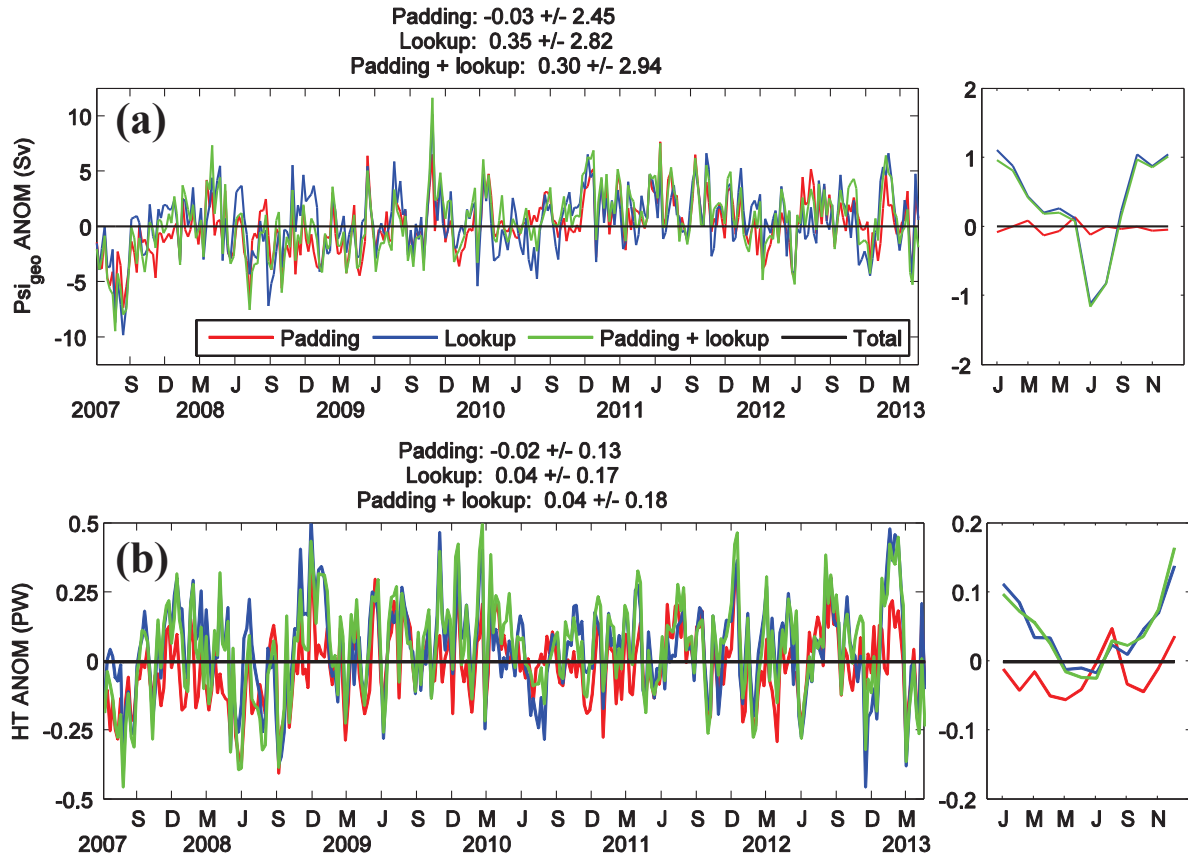 Padding: -0.03 +/- 2.45
Lookup: 0.35 +/- 2.82
Padding + lookup: 0.30 +/- 2.94
(a)
Psi_geo ANOM (Sv)
10
5
0
-5
-10
Padding Lookup Padding + lookup Total
S D M J S D M J S D M J S D M J S D M J S D M
2007 2008 2009 2010 2011 2012 2013
2
1
0
-1
-2
J M M J S N
Padding: -0.02 +/- 0.13
Lookup: 0.04 +/- 0.17
Padding + lookup: 0.04 +/- 0.18
(b)
HT ANOM (PW)
0.5
0.25
0
-0.25
-0.5
S D M J S D M J S D M J S D M J S D M J S D M
2007 2008 2009 2010 2011 2012 2013
0.2
0.1
0
-0.1
-0.2
J M M J S N